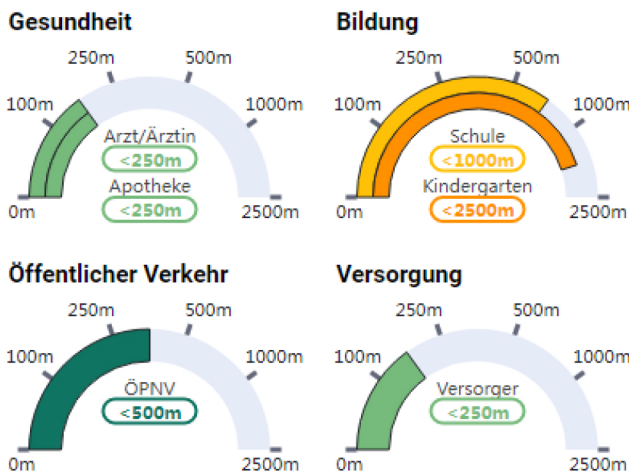 Gesundheit
250m 500m
100m 1000m
Arzt/Ärztin
<250m
Apotheke
<250m
0m 2500m
Bildung
250m 500m
100m 1000m
Schule
<1000m
Kindergarten
<2500m
0m 2500m
Öffentlicher Verkehr
250m 500m
100m 1000m
ÖPNV
<500m
0m 2500m
Versorgung
250m 500m
100m 1000m
Versorger
<250m
0m 2500m